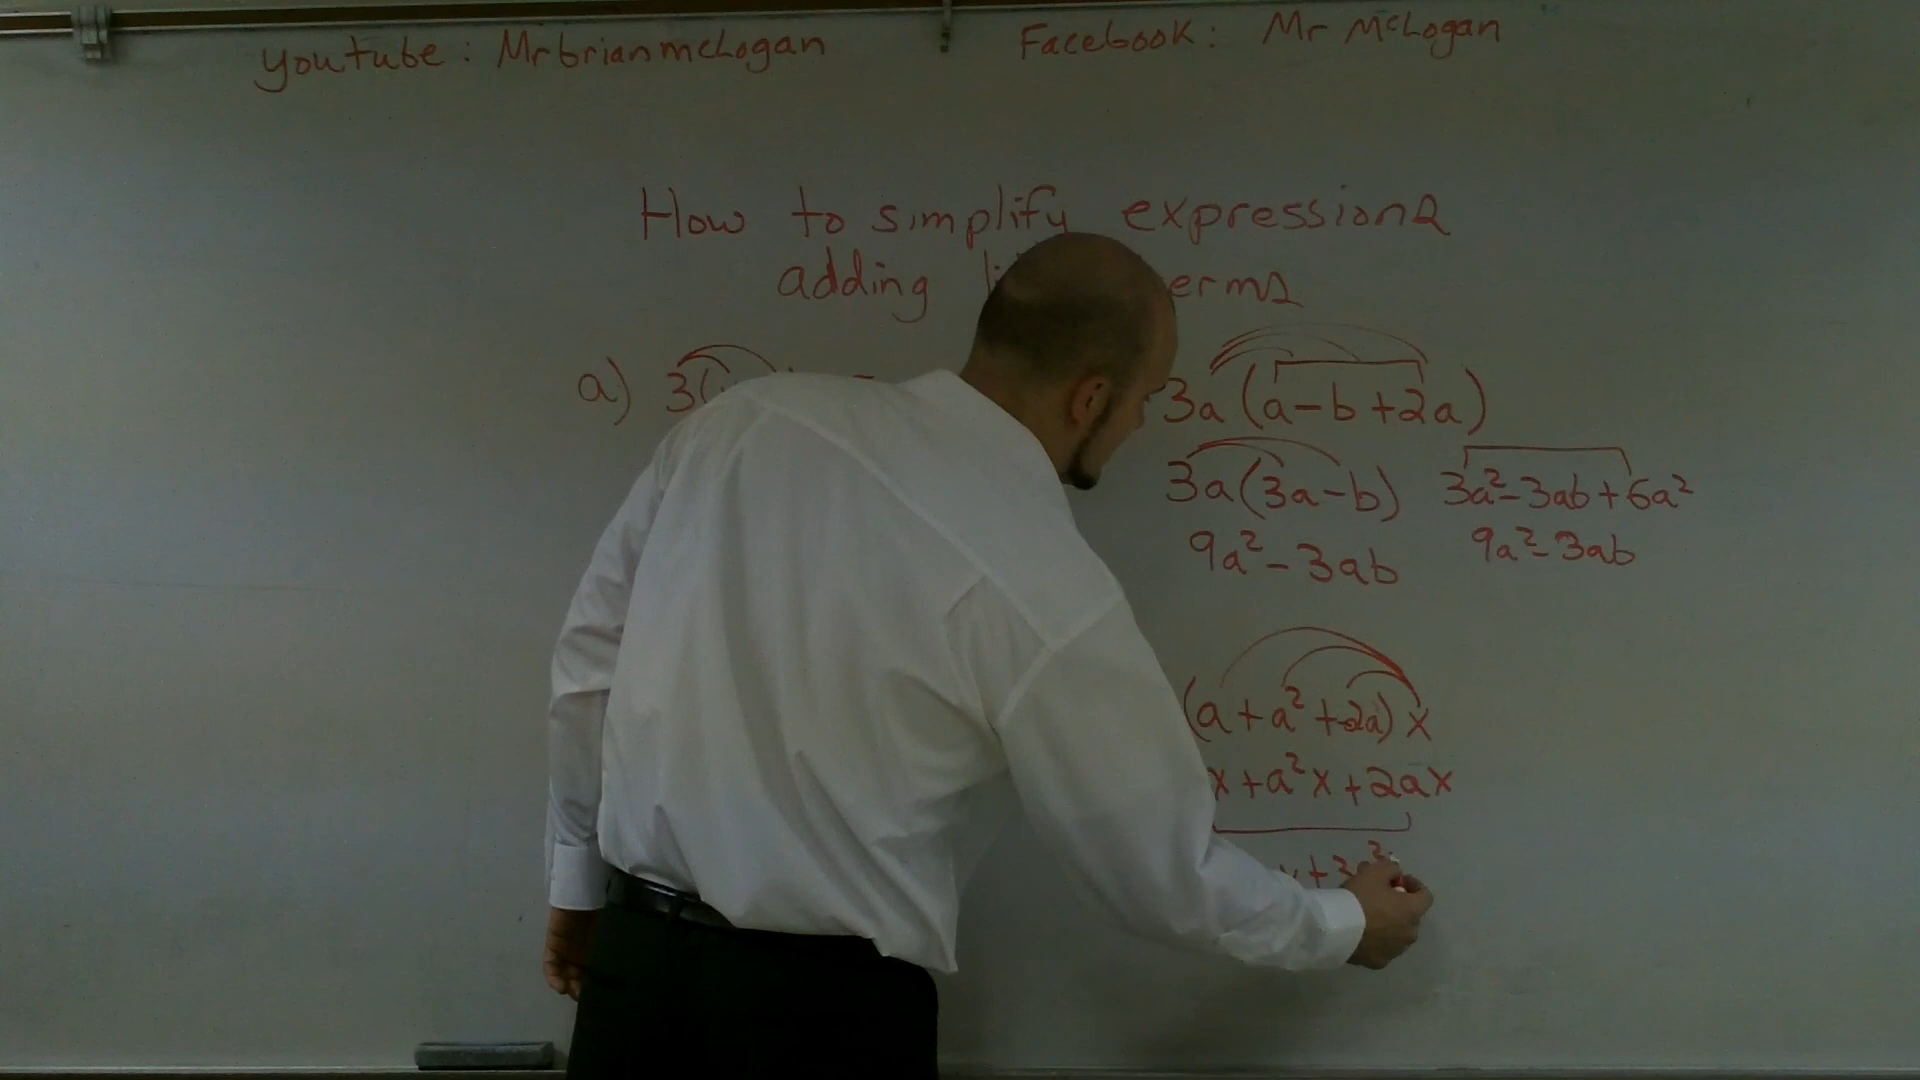 youtube: Mrbrianmclogan
Facebook: Mr McLogan
How to simplify expressions
adding
a) 3(
3a(a-b+2a)
3a(3a-b) 3a²-3ab+6a²
9a²-3ab 9a²-3ab
(a+a²+2a)x
x+a²x+2ax